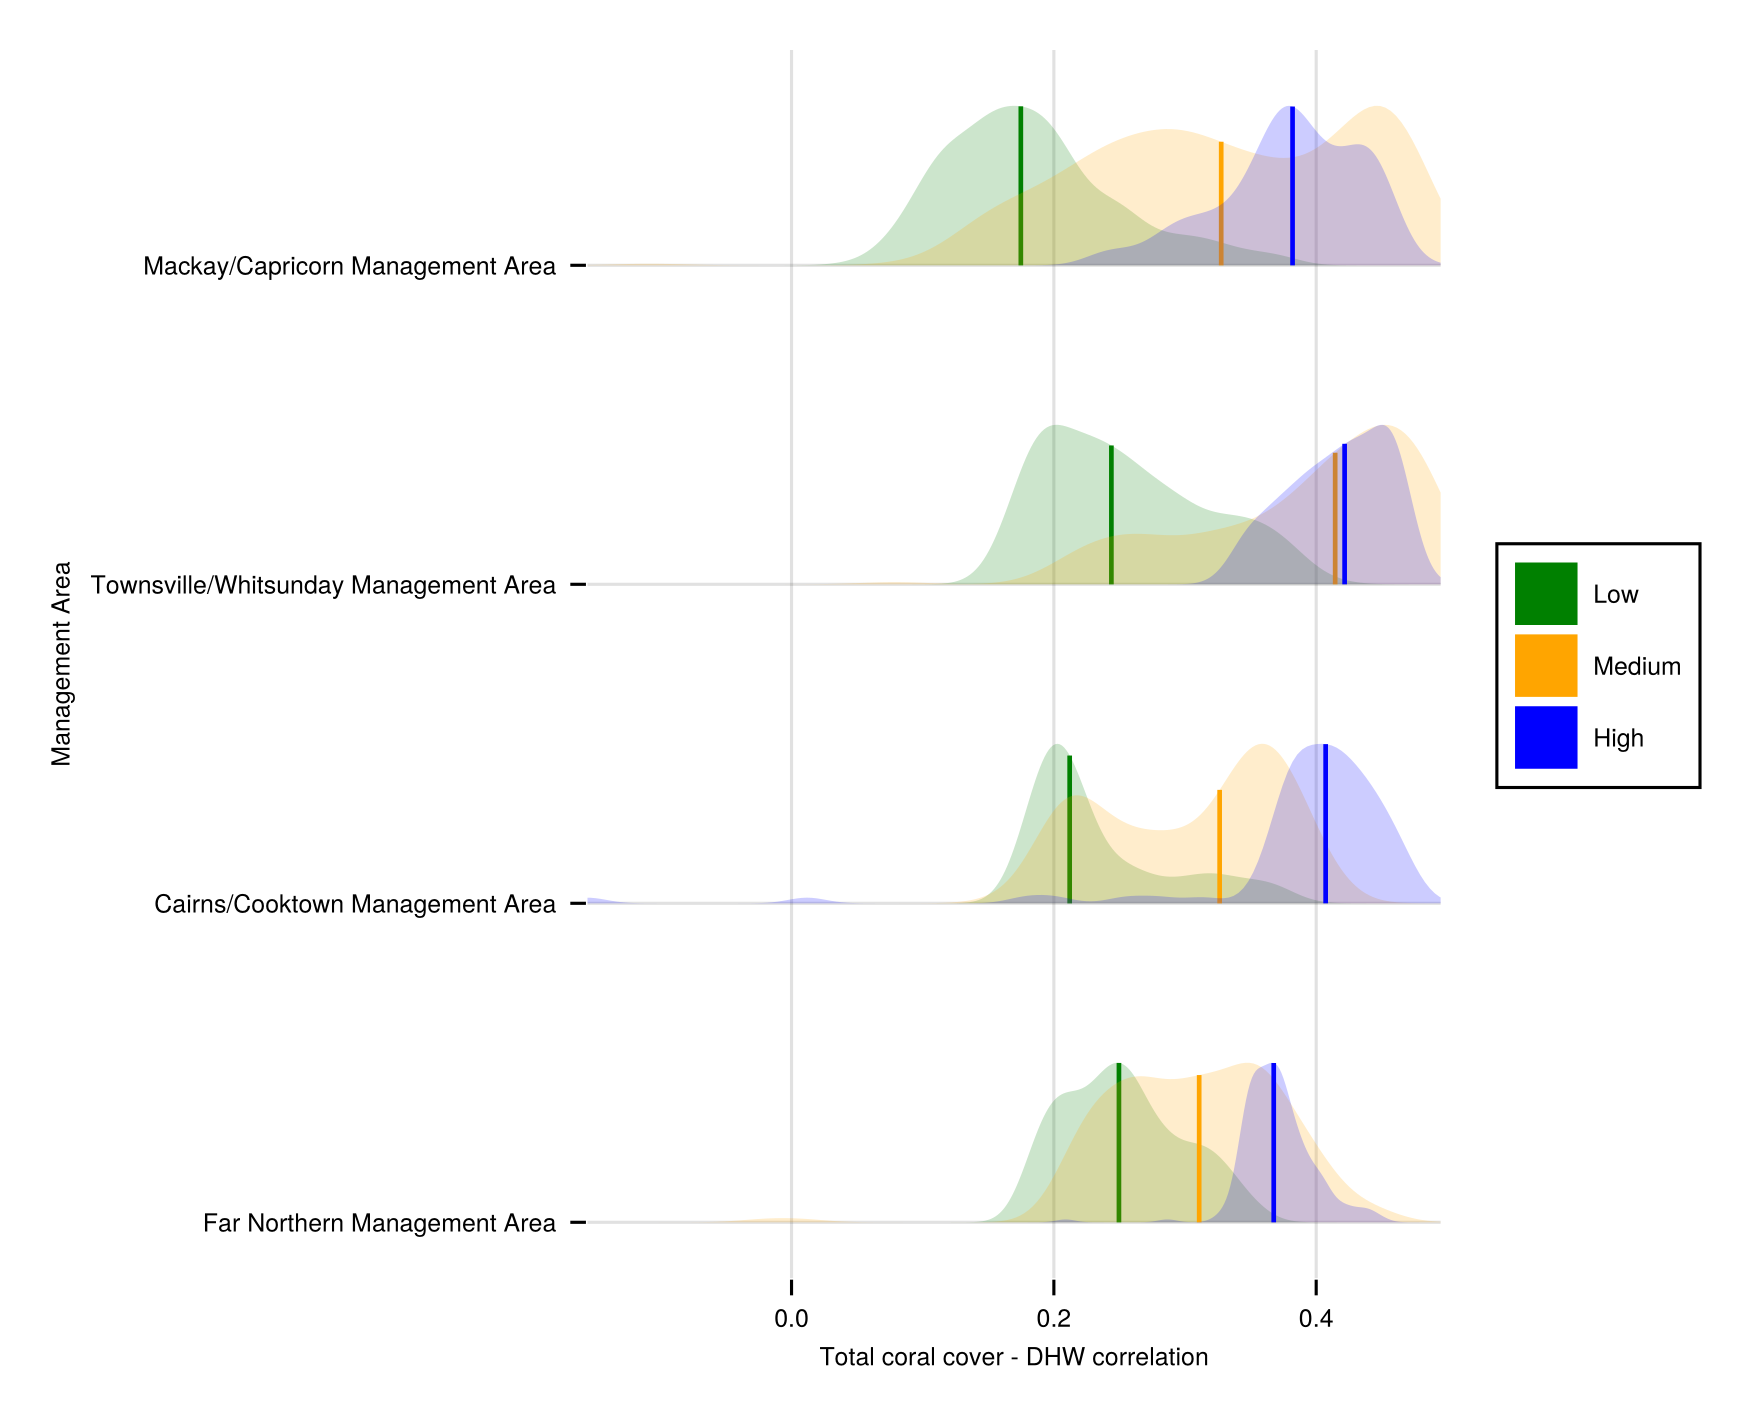 Mackay/Capricorn Management Area
Townsville/Whitsunday Management Area
Cairns/Cooktown Management Area
Far Northern Management Area
Management Area
0.0
0.2
0.4
Total coral cover - DHW correlation
Low
Medium
High